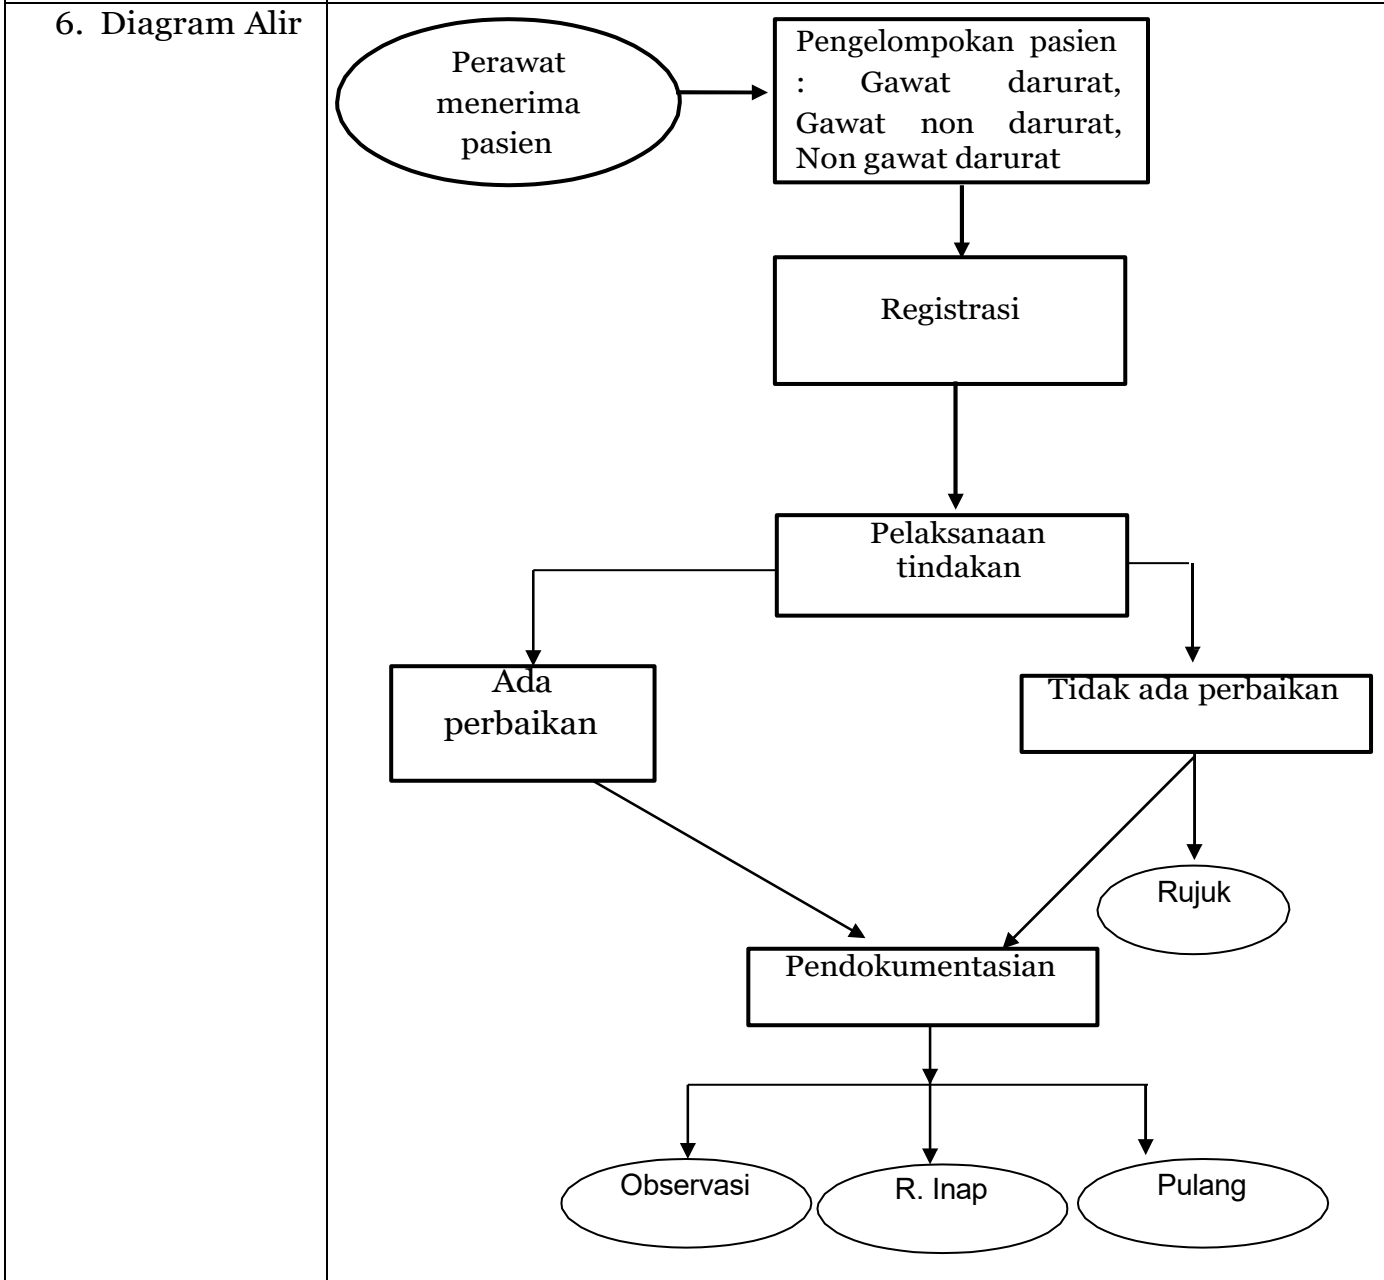 6. Diagram Alir
Perawat
menerima
pasien
Pengelompokan pasien
: Gawat darurat,
Gawat non darurat,
Non gawat darurat
Registrasi
Pelaksanaan
tindakan
Ada
perbaikan
Tidak ada perbaikan
Rujuk
Pendokumentasian
Observasi
R. Inap
Pulang